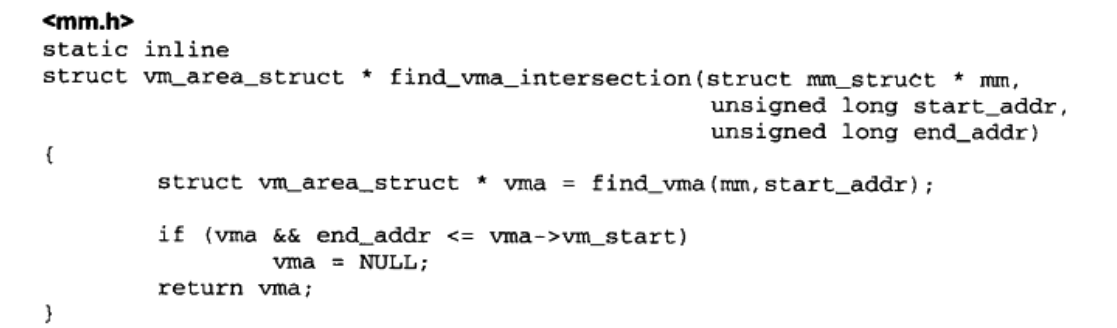 <mm.h>
static inline
struct vm_area_struct * find_vma_intersection(struct mm_struct * mm,
                                              unsigned long start_addr,
                                              unsigned long end_addr)
{
        struct vm_area_struct * vma = find_vma(mm,start_addr);

        if (vma && end_addr <= vma->vm_start)
                vma = NULL;
        return vma;
}